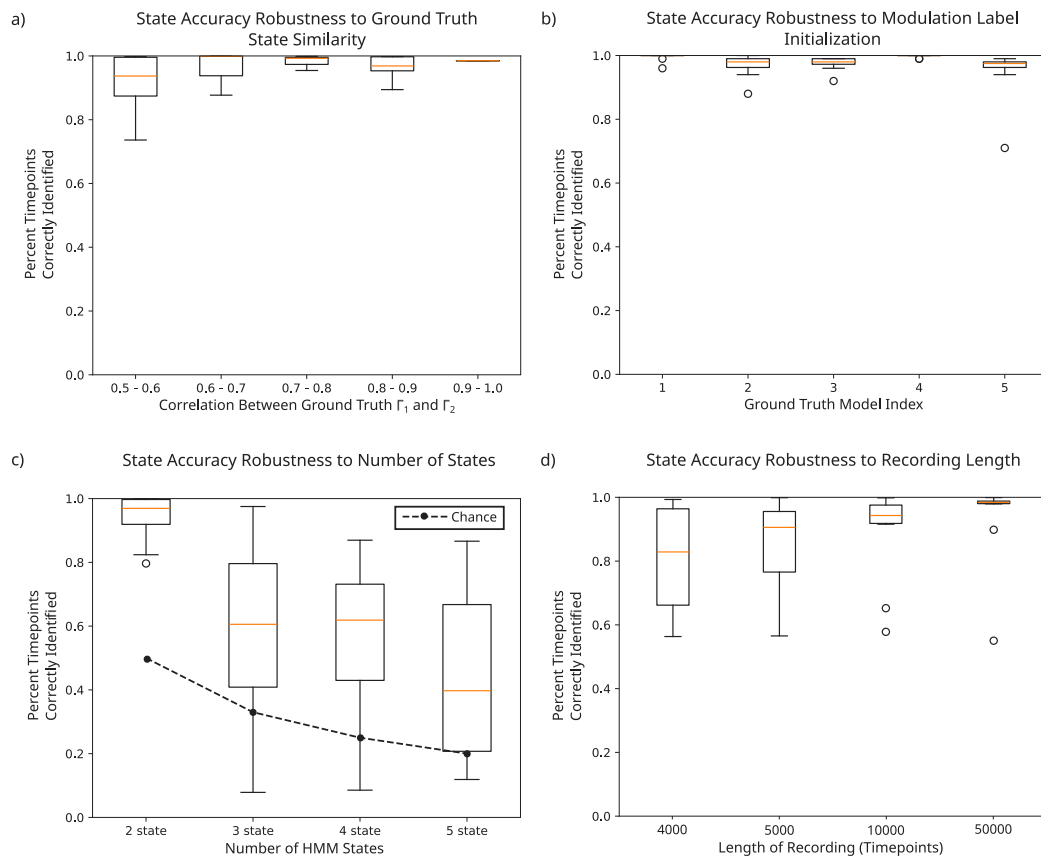 a)
State Accuracy Robustness to Ground Truth
State Similarity
1.0
0.8
0.6
0.4
0.2
0.0
Percent Timepoints
Correctly Identified
0.5 - 0.6
0.6 - 0.7
0.7 - 0.8
0.8 - 0.9
0.9 - 1.0
Correlation Between Ground Truth Γ₁ and Γ₂
b)
State Accuracy Robustness to Modulation Label
Initialization
1.0
0.8
0.6
0.4
0.2
0.0
Percent Timepoints
Correctly Identified
1
2
3
4
5
Ground Truth Model Index
c)
State Accuracy Robustness to Number of States
1.0
0.8
0.6
0.4
0.2
0.0
Percent Timepoints
Correctly Identified
Chance
2 state
3 state
4 state
5 state
Number of HMM States
d)
State Accuracy Robustness to Recording Length
1.0
0.8
0.6
0.4
0.2
0.0
Percent Timepoints
Correctly Identified
4000
5000
10000
50000
Length of Recording (Timepoints)